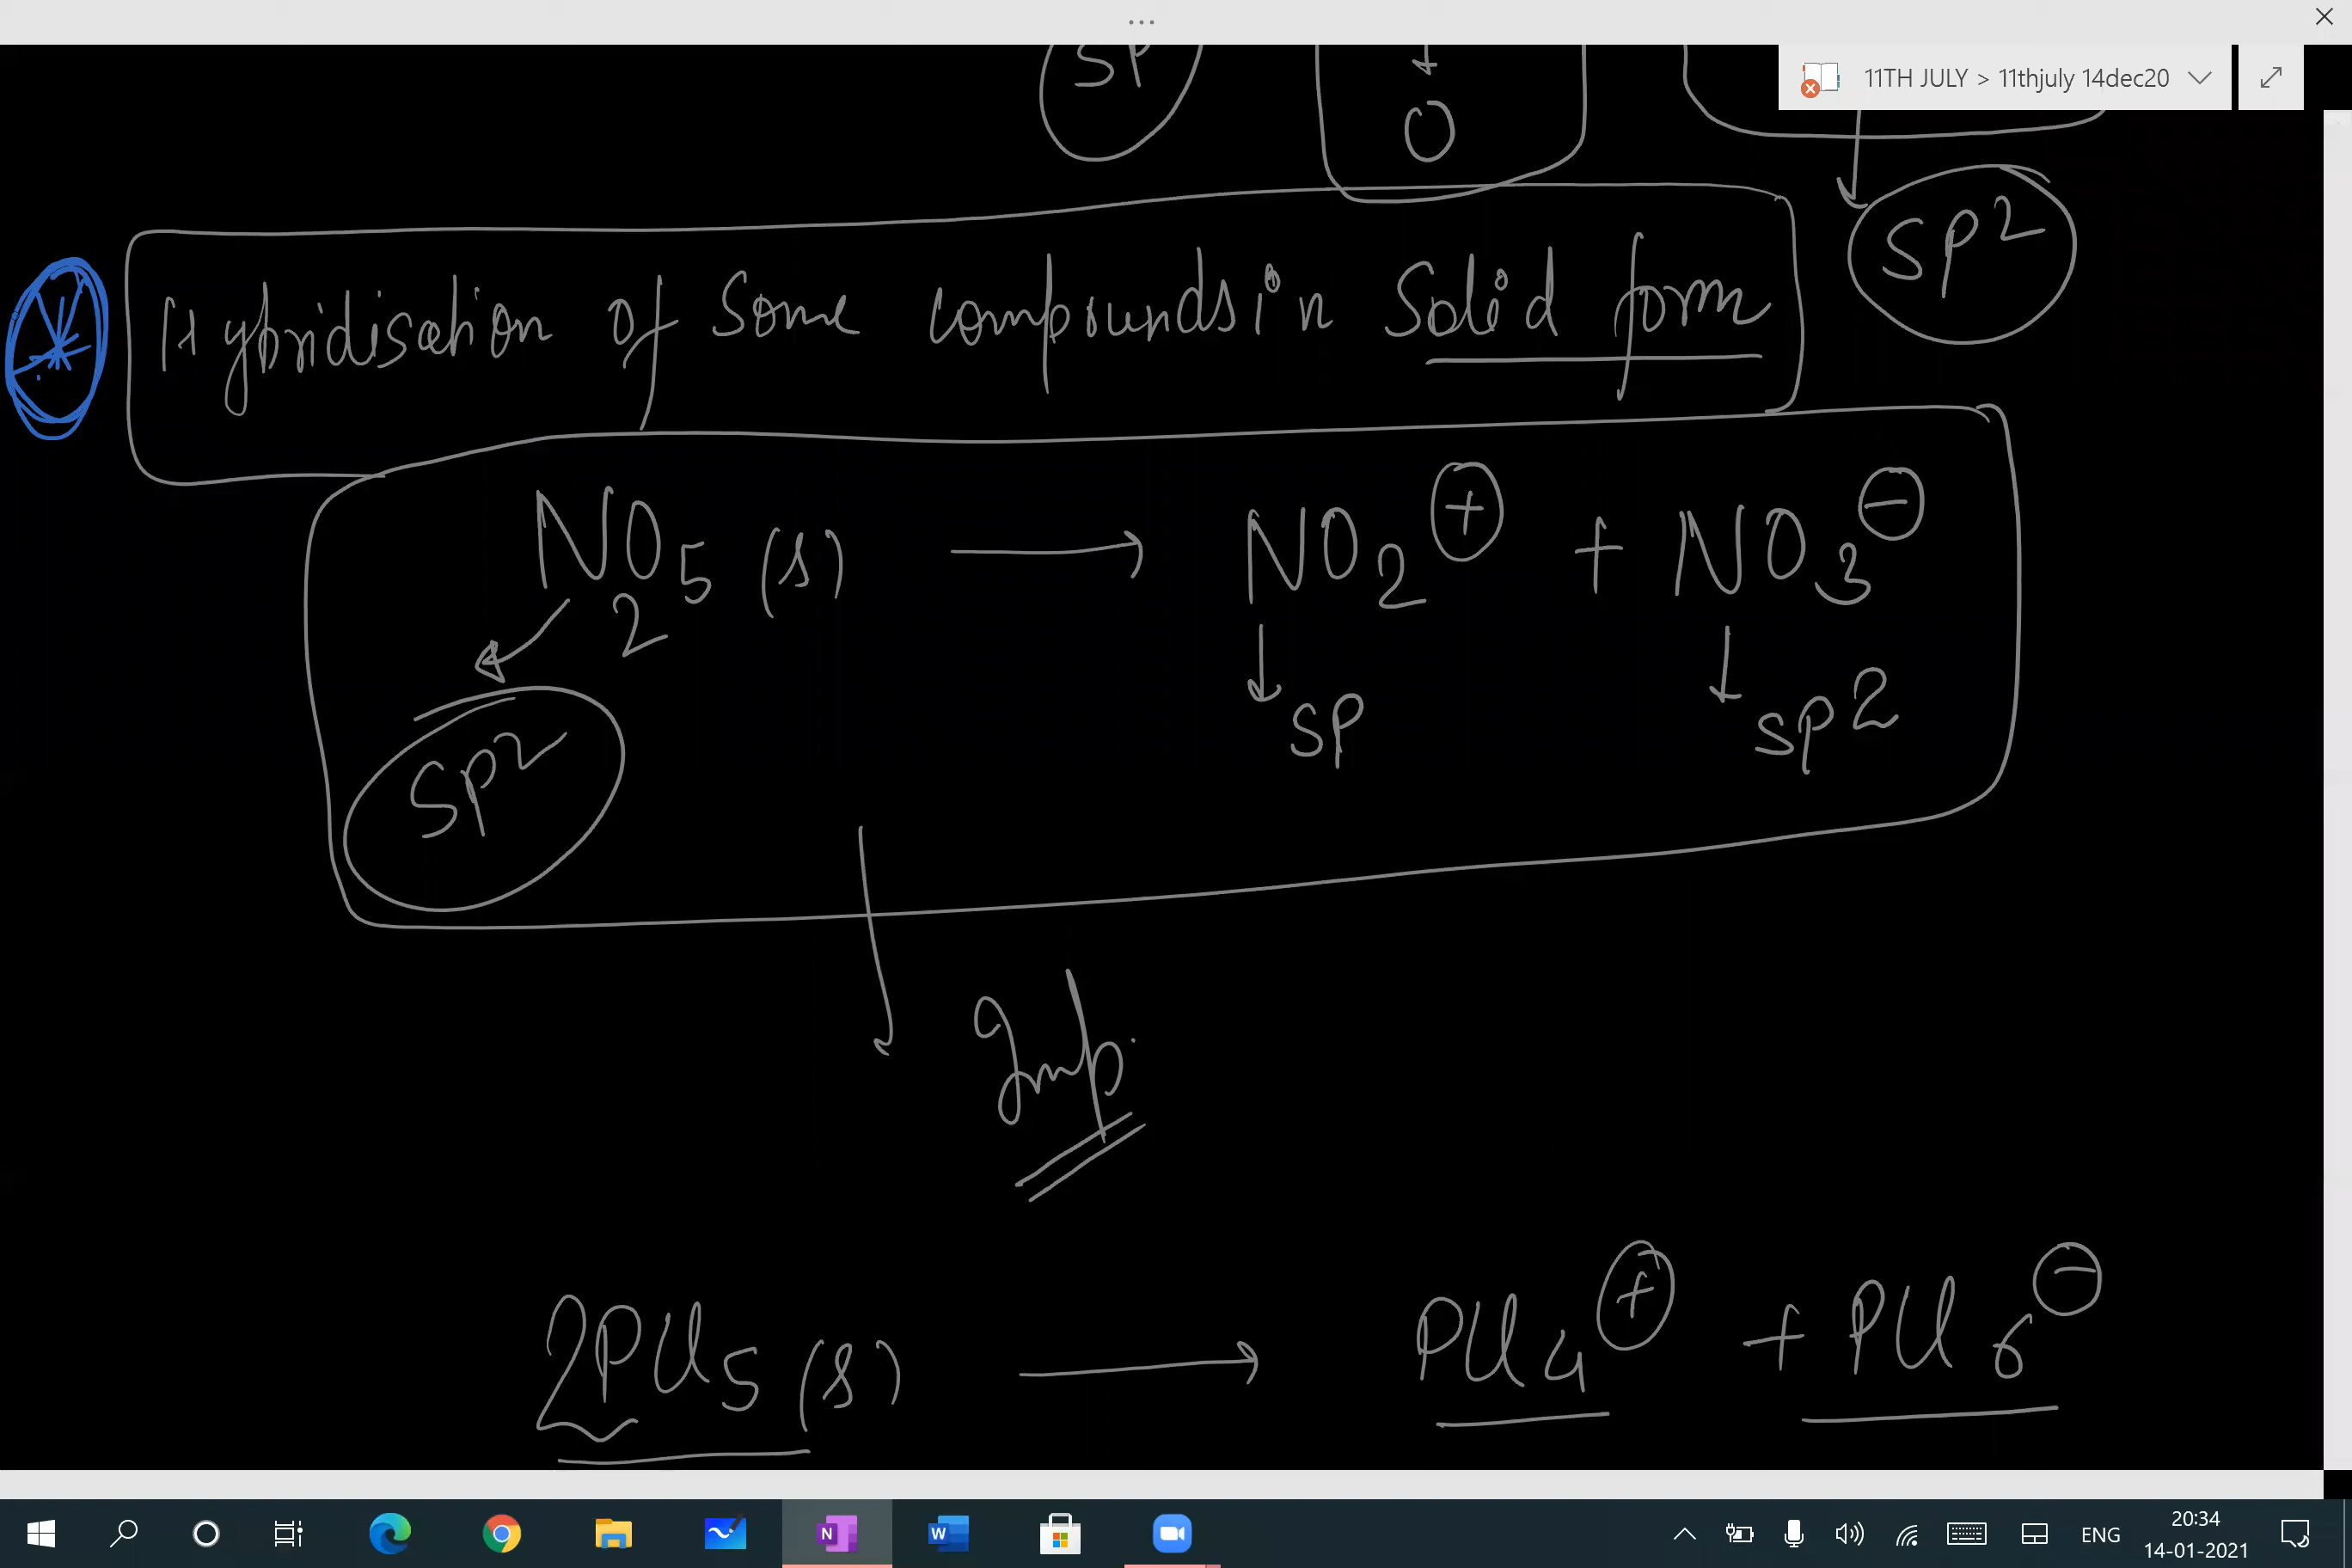 ...
SP
O
11TH JULY > 11thjuly 14dec20
SP²
Hybridisation of Some compounds in Solid form
N₂O₅ (s) → NO₂⊕ + NO₃⊖
SP²
SP
SP²
Imp.
2PCl₅ (s) → PCl₄⊕ + PCl₆⊖
ENG
20:34
14-01-2021